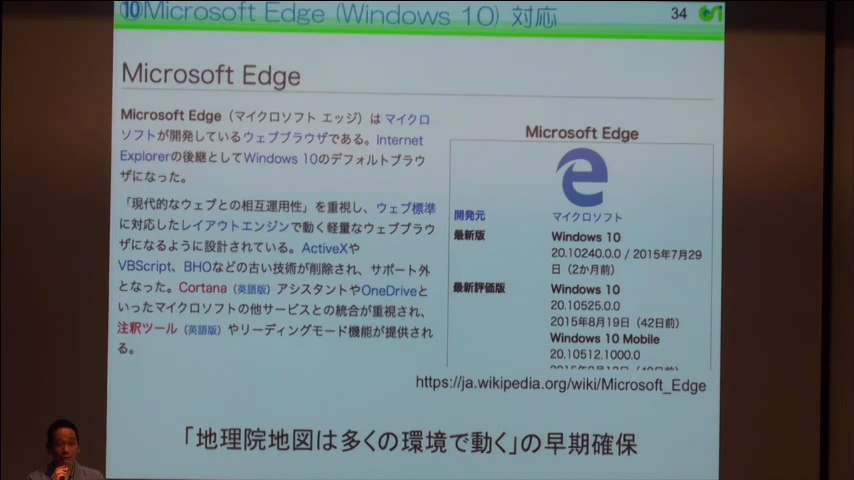 ⑩Microsoft Edge (Windows 10) 対応
34
Microsoft Edge
Microsoft Edge（マイクロソフト エッジ）は マイクロ
ソフトが開発しているウェブブラウザである。Internet
Explorerの後継としてWindows 10のデフォルトブラウ
ザになった。
「現代的なウェブとの相互運用性」を重視し、ウェブ標準
に対応したレイアウトエンジンで動く軽量なウェブブラウ
ザになるように設計されている。ActiveXや
VBScript、BHOなどの古い技術が削除され、サポート外
となった。Cortana（英語版）アシスタントやOneDriveと
いったマイクロソフトの他サービスとの統合が重視され、
注釈ツール（英語版）やリーディングモード機能が提供され
る。
Microsoft Edge
開発元
マイクロソフト
最新版
Windows 10
20.10240.0.0 / 2015年7月29
日（2か月前）
最新評価版
Windows 10
20.10525.0.0
2015年8月19日（42日前）
Windows 10 Mobile
20.10512.1000.0
https://ja.wikipedia.org/wiki/Microsoft_Edge
「地理院地図は多くの環境で動く」の早期確保